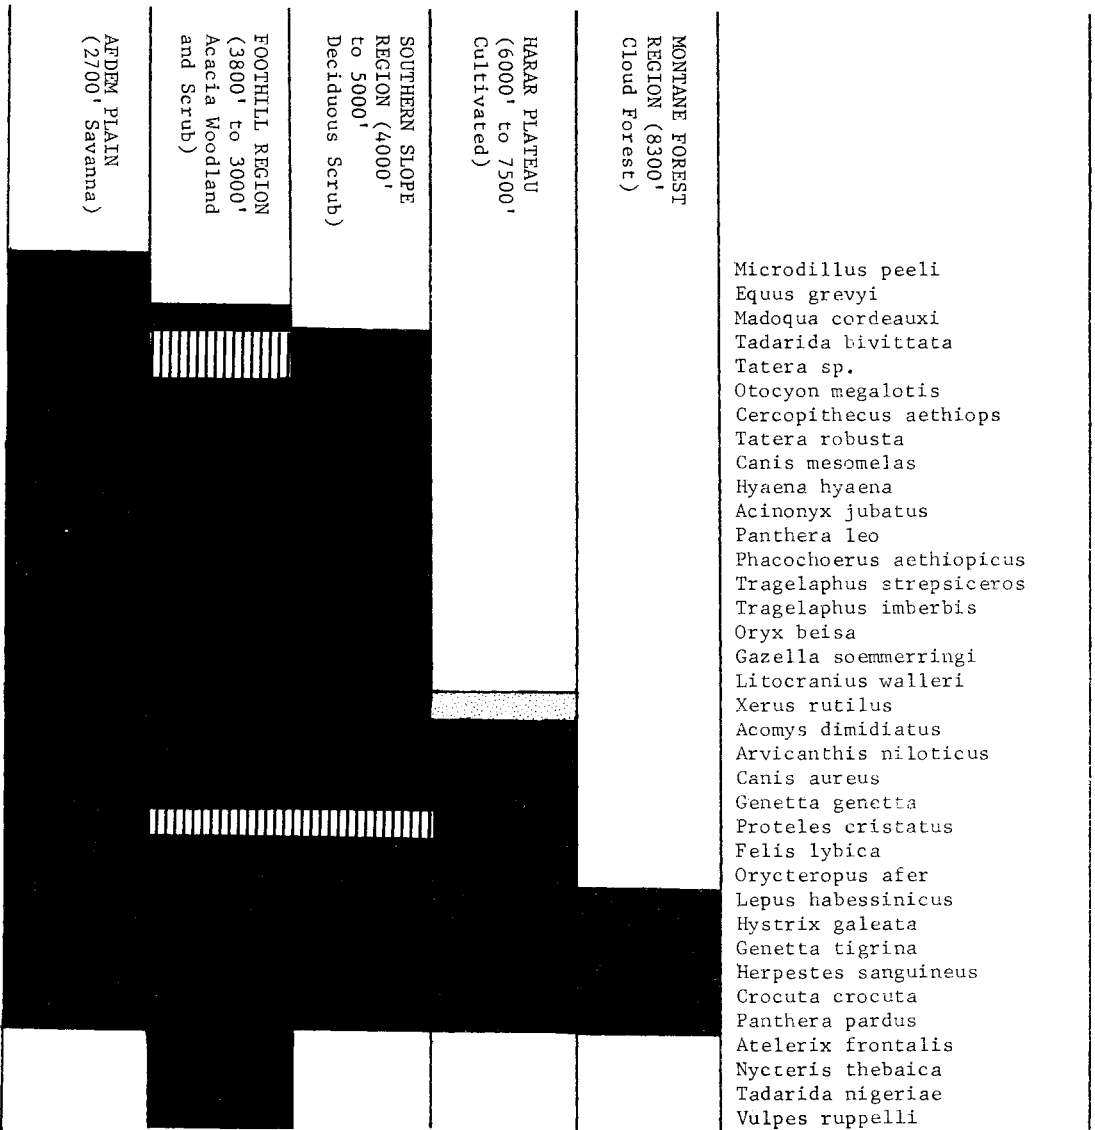 AFDEM PLAIN
(2700' Savanna)
FOOTHILL REGION
(3800' to 3000'
Acacia Woodland
and Scrub)
SOUTHERN SLOPE
REGION (4000'
to 5000'
Deciduous Scrub)
HARAR PLATEAU
(6000' to 7500'
Cultivated)
MONTANE FOREST
REGION (8300'
Cloud Forest)
Microdillus peeli
Equus grevyi
Madoqua cordeauxi
Tadarida bivittata
Tatera sp.
Otocyon megalotis
Cercopithecus aethiops
Tatera robusta
Canis mesomelas
Hyaena hyaena
Acinonyx jubatus
Panthera leo
Phacochoerus aethiopicus
Tragelaphus strepsiceros
Tragelaphus imberbis
Oryx beisa
Gazella soemmerringi
Litocranius walleri
Xerus rutilus
Acomys dimidiatus
Arvicanthis niloticus
Canis aureus
Genetta genetta
Proteles cristatus
Felis lybica
Orycteropus afer
Lepus habessinicus
Hystrix galeata
Genetta tigrina
Herpestes sanguineus
Crocuta crocuta
Panthera pardus
Atelerix frontalis
Nycteris thebaica
Tadarida nigeriae
Vulpes ruppelli